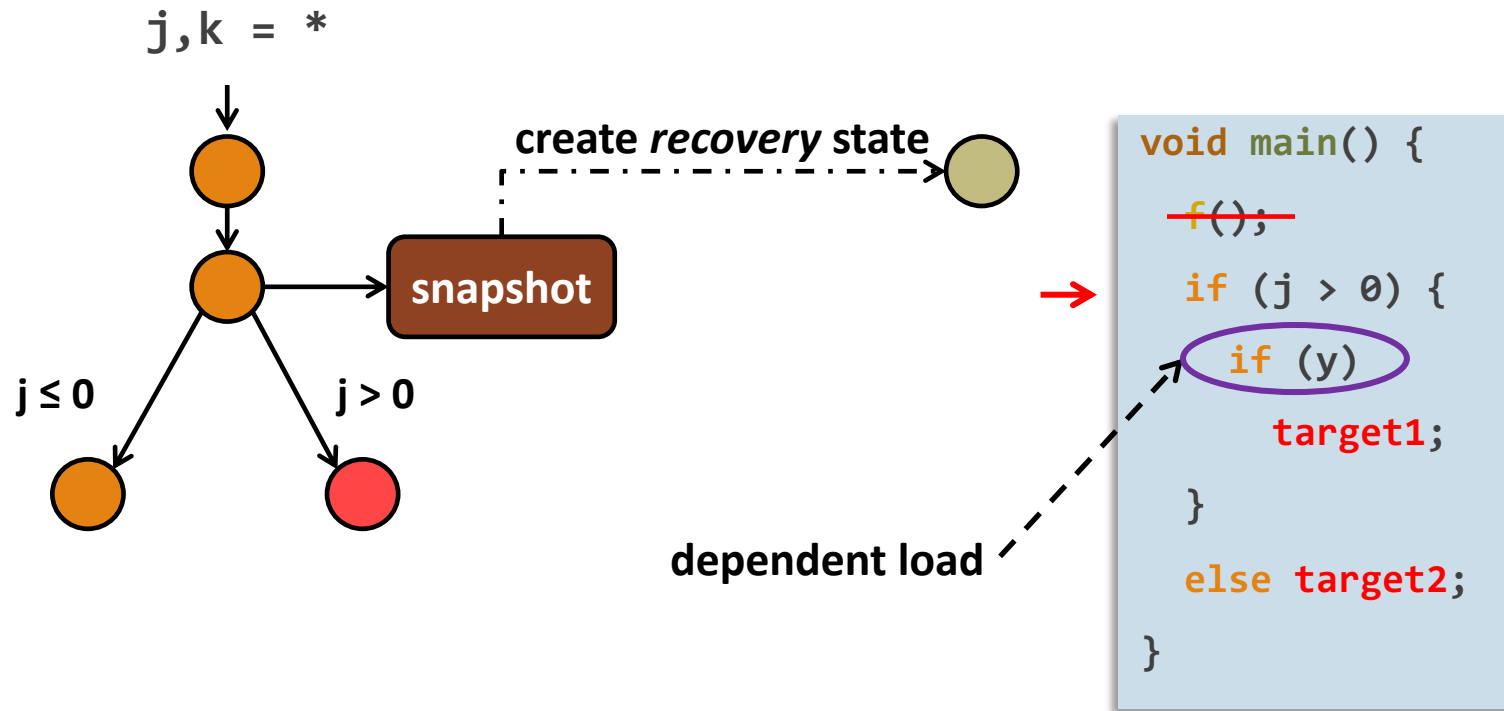 j,k = *
create recovery state
snapshot
j ≤ 0
j > 0
dependent load
void main() {
f();
if (j > 0) {
if (y)
target1;
}
else target2;
}